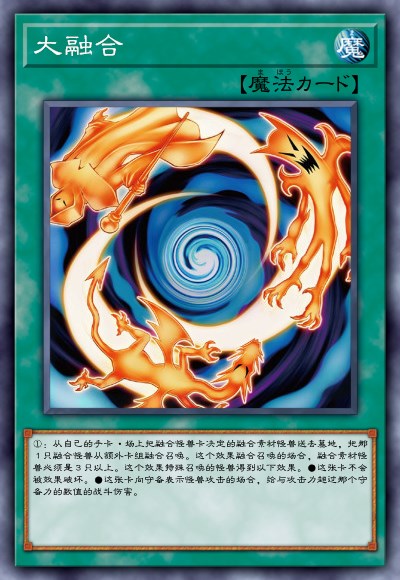 大融合
魔
【魔法カード】
まほう
①:从自己的手卡·场上把融合怪兽卡决定的融合素材怪兽送去墓地,把那
1只融合怪兽从额外卡组融合召唤。这个效果融合召唤的场合,融合素材怪
兽必须是3只以上。这个效果特殊召唤的怪兽得到以下效果。●这张卡不会
被效果破坏。●这张卡向守备表示怪兽攻击的场合,给与攻击力超过那个守
备力的数值的战斗伤害。